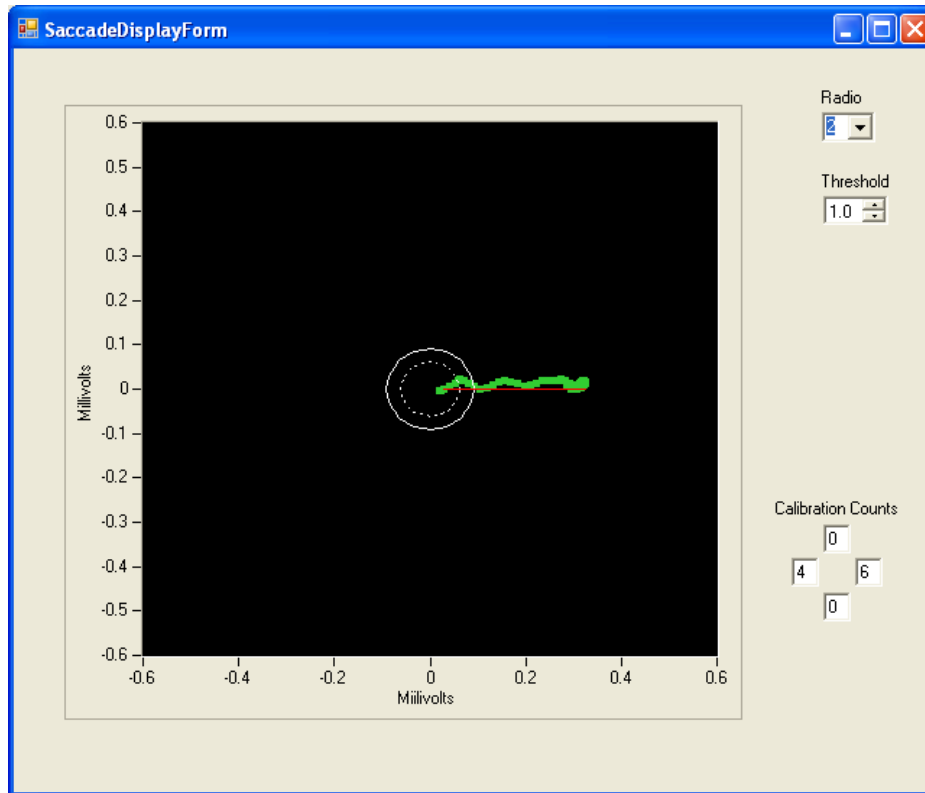 SaccadeDisplayForm
Radio
2
Threshold
1.0
0.6
0.5
0.4
0.3
0.2
0.1
0
-0.1
-0.2
-0.3
-0.4
-0.5
-0.6
Millivolts
-0.6 -0.4 -0.2 0 0.2 0.4 0.6
Miilivolts
Calibration Counts
0
4 6
0